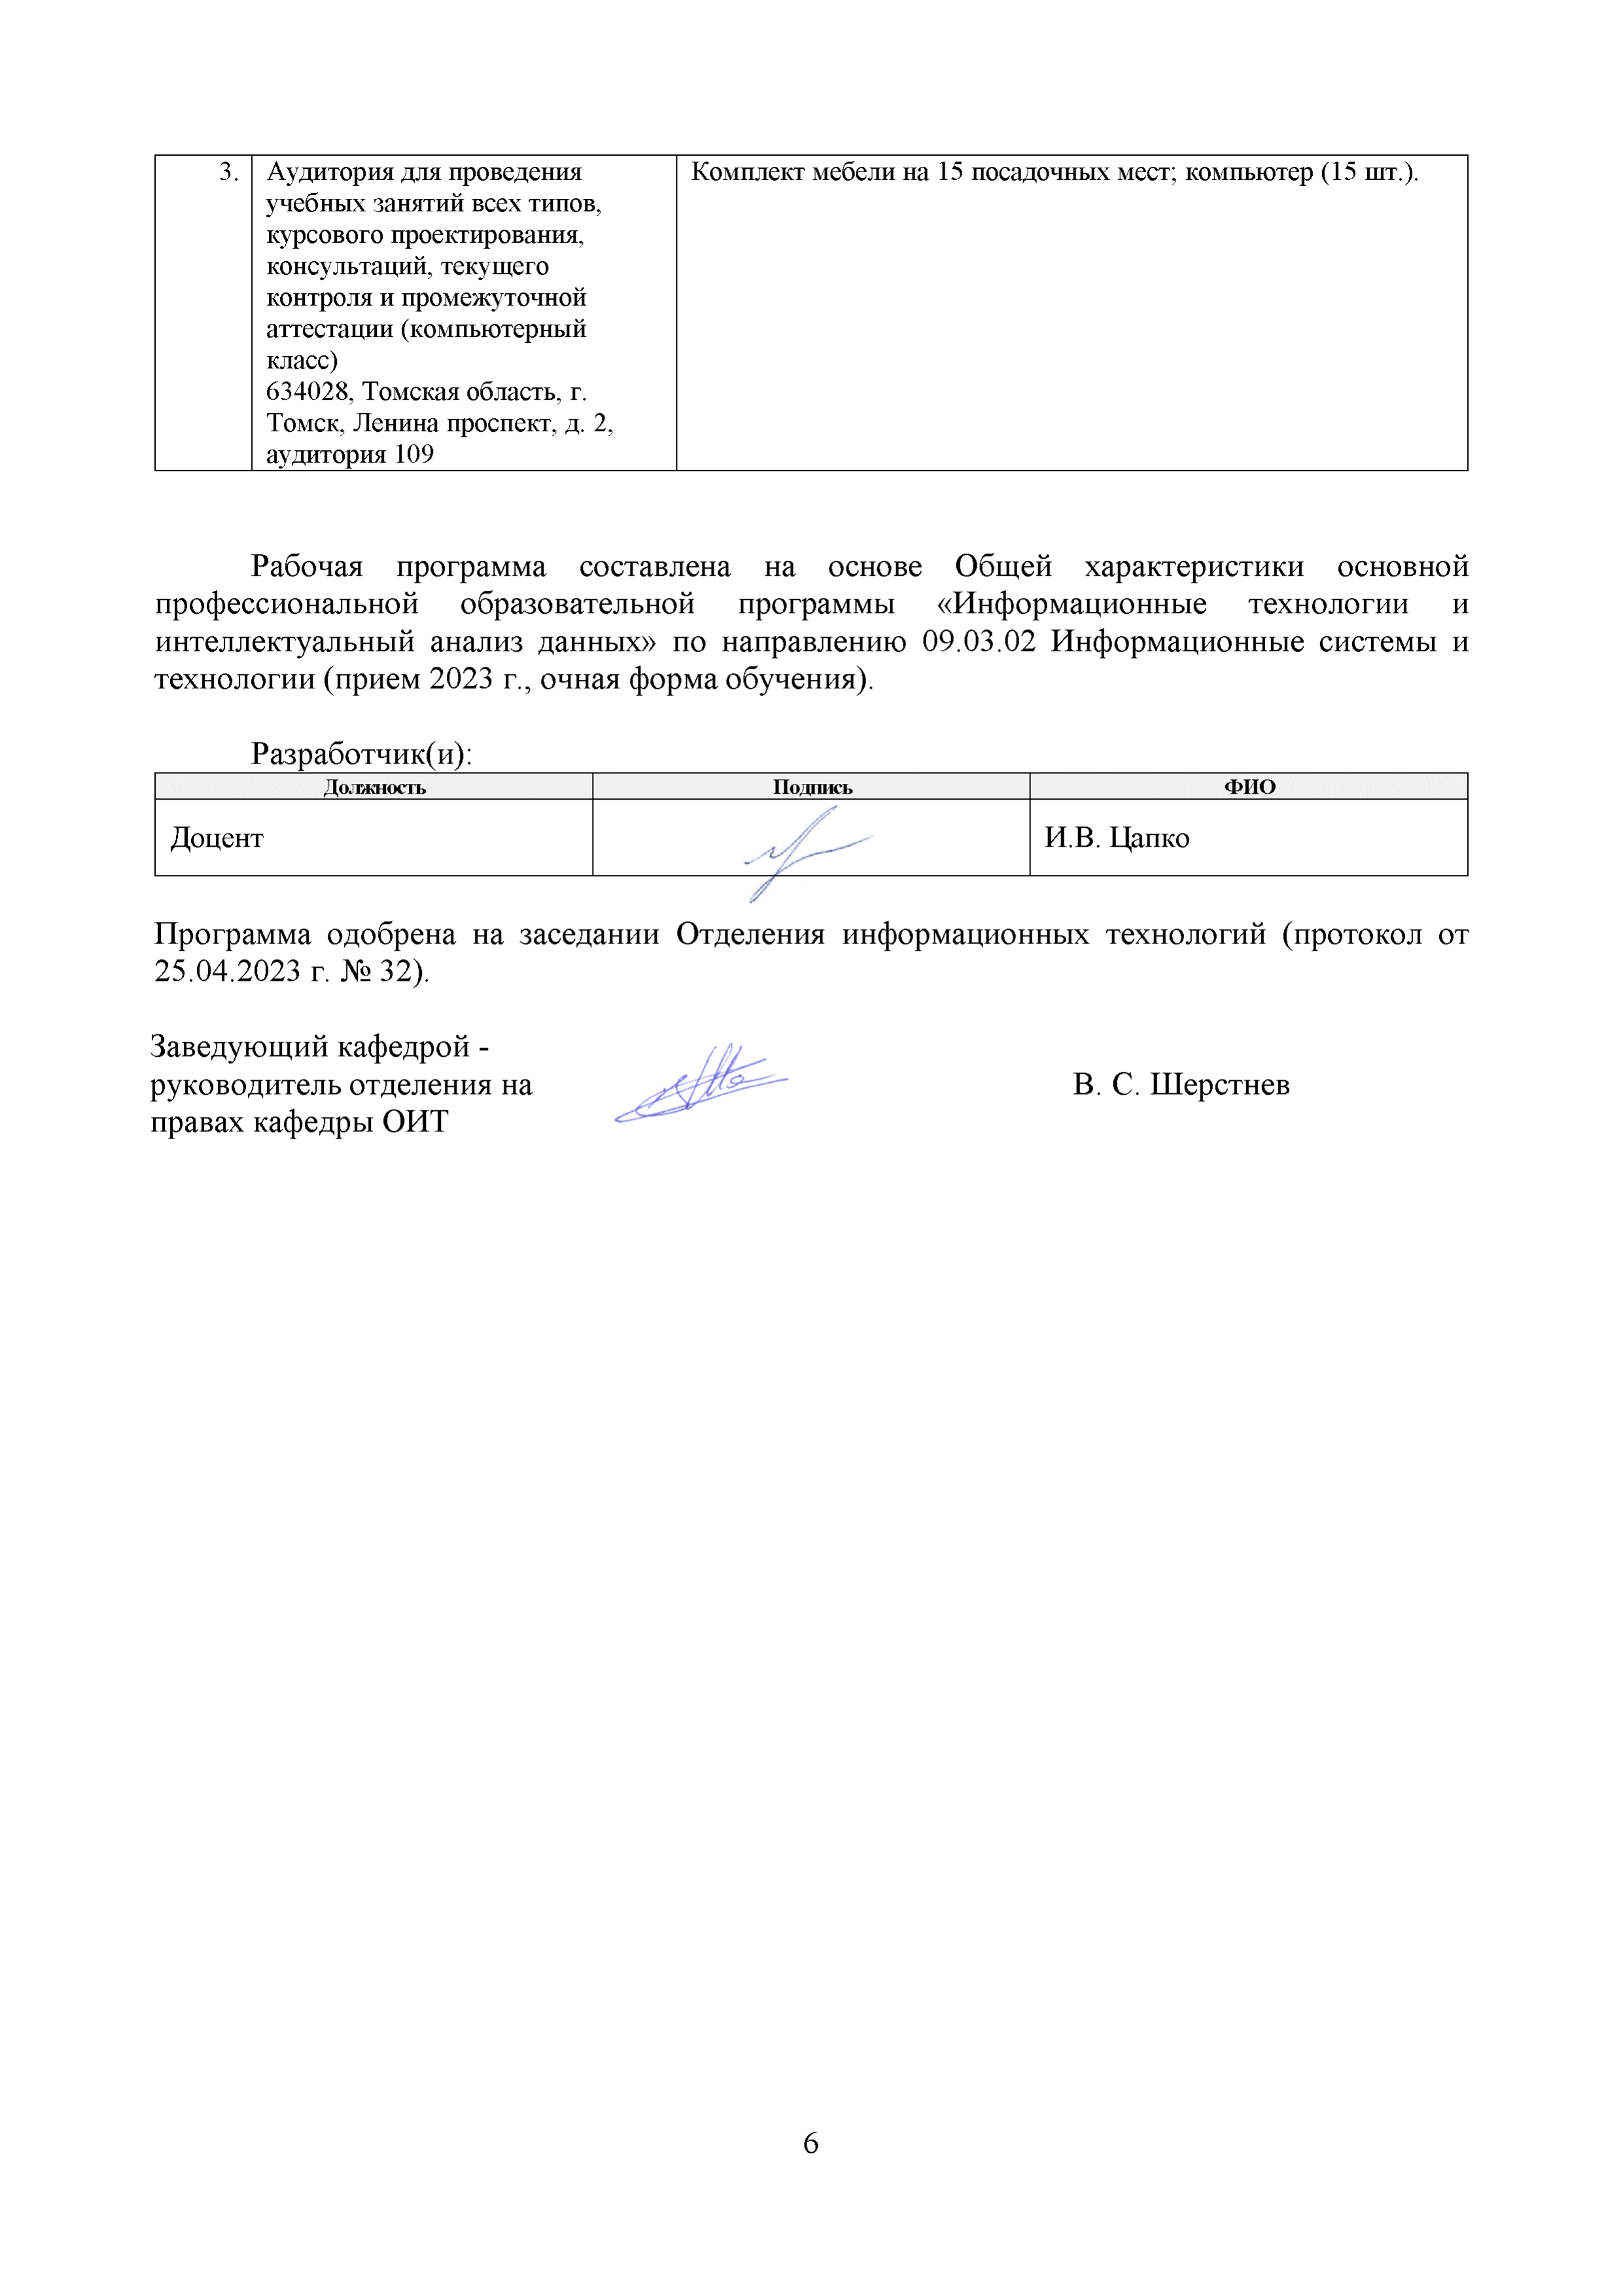 3. Аудитория для проведения Комплект мебели на 15 посадочных мест; компьютер (15 шт.).
учебных занятий всех типов,
курсового проектирования,
консультаций, текущего
контроля и промежуточной
аттестации (компьютерный
класс)
634028, Томская область, г.
Томск, Ленина проспект, д. 2,
аудитория 109
Рабочая программа составлена на основе Общей характеристики основной
профессиональной образовательной программы «Информационные технологии и
интеллектуальный анализ данных» по направлению 09.03.02 Информационные системы и
технологии (прием 2023 г., очная форма обучения).
Разработчик(и):
Должность Подпись ФИО
Доцент И.В. Цапко
Программа одобрена на заседании Отделения информационных технологий (протокол от
25.04.2023 г. № 32).
Заведующий кафедрой -
руководитель отделения на В. С. Шерстнев
правах кафедры ОИТ
6